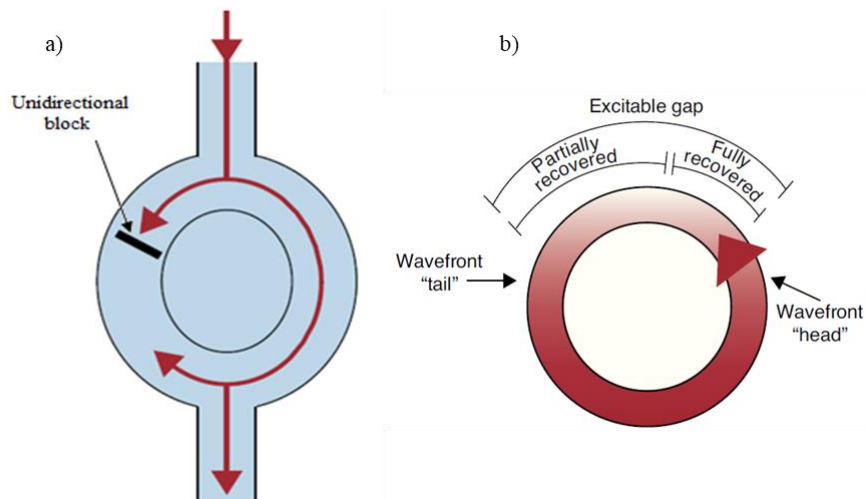 a)
Unidirectional
block
b)
Excitable gap
Partially
recovered
Fully
recovered
Wavefront
"tail"
Wavefront
"head"